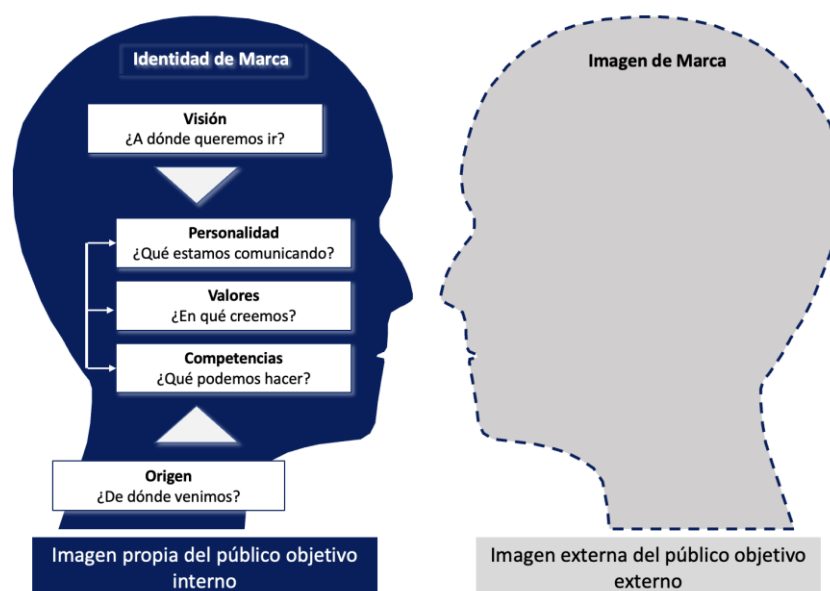 Identidad de Marca
Visión
¿A dónde queremos ir?
Personalidad
¿Qué estamos comunicando?
Valores
¿En qué creemos?
Competencias
¿Qué podemos hacer?
Origen
¿De dónde venimos?
Imagen propia del público objetivo
interno
Imagen de Marca
Imagen externa del público objetivo
externo